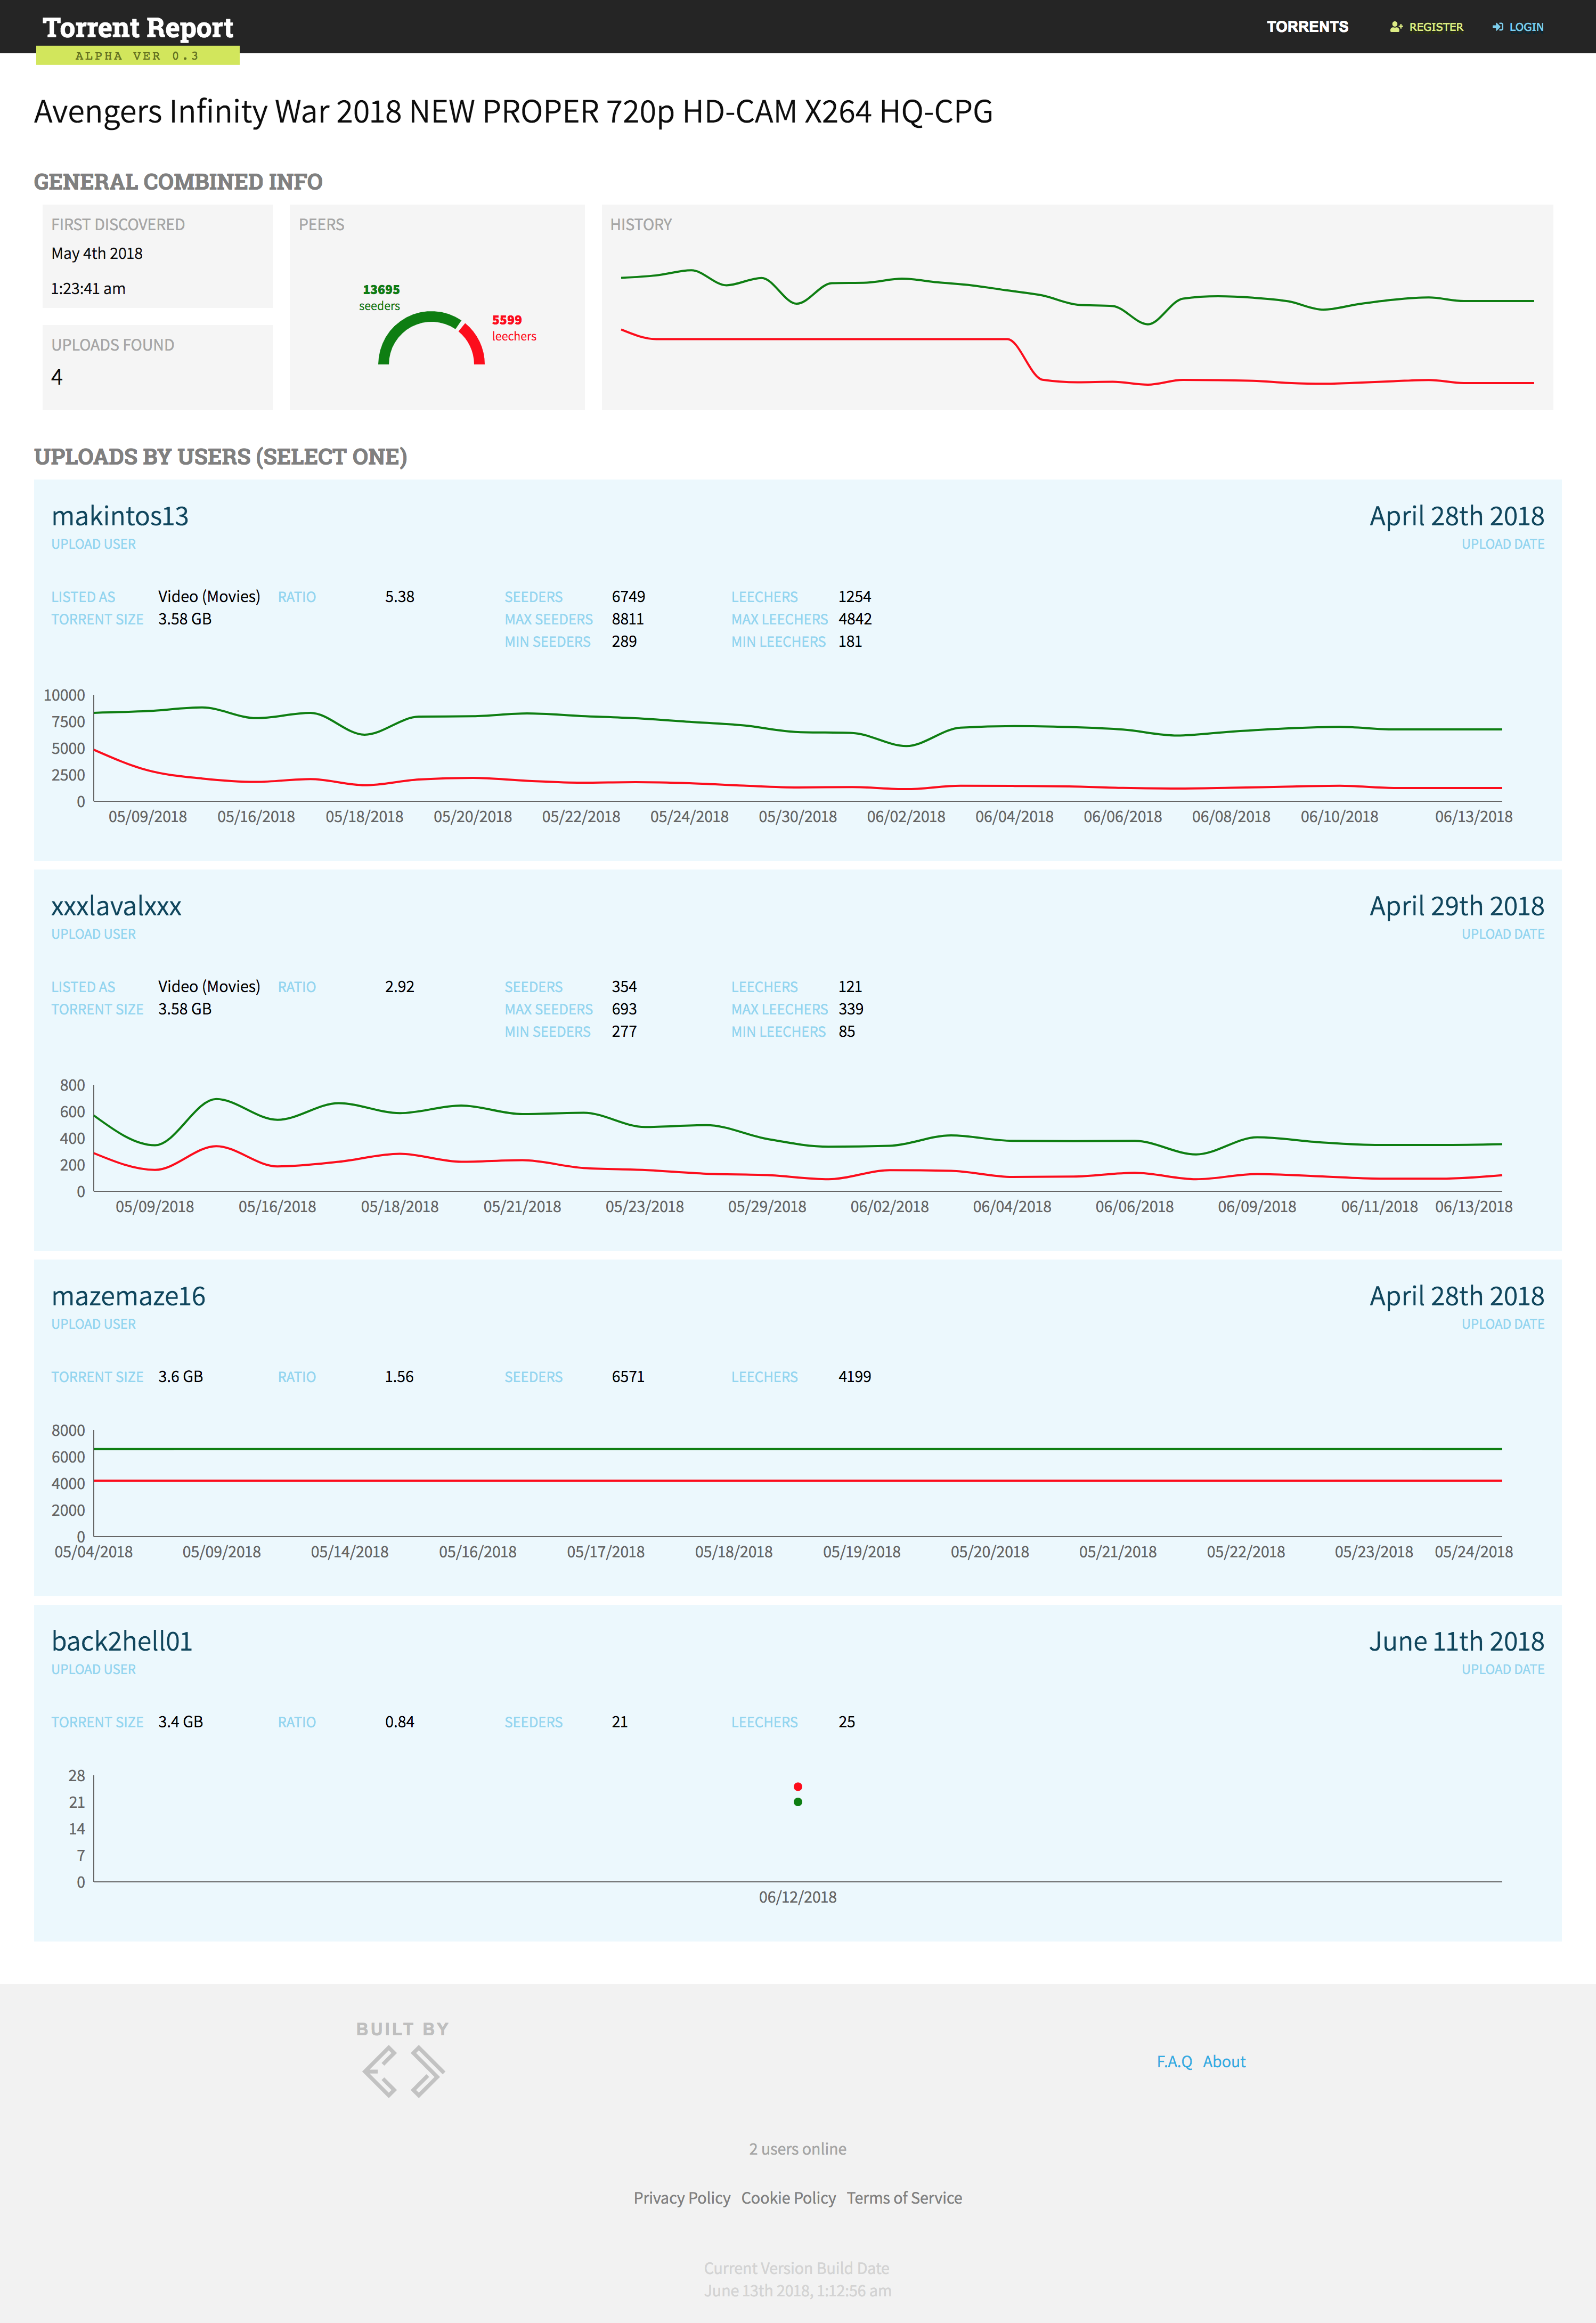 Torrent Report
TORRENTS REGISTER LOGIN
ALPHA VER 0.3
Avengers Infinity War 2018 NEW PROPER 720p HD-CAM X264 HQ-CPG
GENERAL COMBINED INFO
FIRST DISCOVERED
May 4th 2018
1:23:41 am
UPLOADS FOUND
4
PEERS
13695
seeders
5599
leechers
HISTORY
UPLOADS BY USERS (SELECT ONE)
makintos13 April 28th 2018
UPLOAD USER UPLOAD DATE
LISTED AS Video (Movies) RATIO 5.38 SEEDERS 6749 LEECHERS 1254
TORRENT SIZE 3.58 GB MAX SEEDERS 8811 MAX LEECHERS 4842
MIN SEEDERS 289 MIN LEECHERS 181
10000
7500
5000
2500
0
05/09/2018 05/16/2018 05/18/2018 05/20/2018 05/22/2018 05/24/2018 05/30/2018 06/02/2018 06/04/2018 06/06/2018 06/08/2018 06/10/2018 06/13/2018
xxxlavalxxx April 29th 2018
UPLOAD USER UPLOAD DATE
LISTED AS Video (Movies) RATIO 2.92 SEEDERS 354 LEECHERS 121
TORRENT SIZE 3.58 GB MAX SEEDERS 693 MAX LEECHERS 339
MIN SEEDERS 277 MIN LEECHERS 85
800
600
400
200
0
05/09/2018 05/16/2018 05/18/2018 05/21/2018 05/23/2018 05/29/2018 06/02/2018 06/04/2018 06/06/2018 06/09/2018 06/11/2018 06/13/2018
mazemaze16 April 28th 2018
UPLOAD USER UPLOAD DATE
TORRENT SIZE 3.6 GB RATIO 1.56 SEEDERS 6571 LEECHERS 4199
8000
6000
4000
2000
0
05/04/2018 05/09/2018 05/14/2018 05/16/2018 05/17/2018 05/18/2018 05/19/2018 05/20/2018 05/21/2018 05/22/2018 05/23/2018 05/24/2018
back2hell01 June 11th 2018
UPLOAD USER UPLOAD DATE
TORRENT SIZE 3.4 GB RATIO 0.84 SEEDERS 21 LEECHERS 25
28
21
14
7
0
06/12/2018
BUILT BY
F.A.Q About
2 users online
Privacy Policy Cookie Policy Terms of Service
Current Version Build Date
June 13th 2018, 1:12:56 am